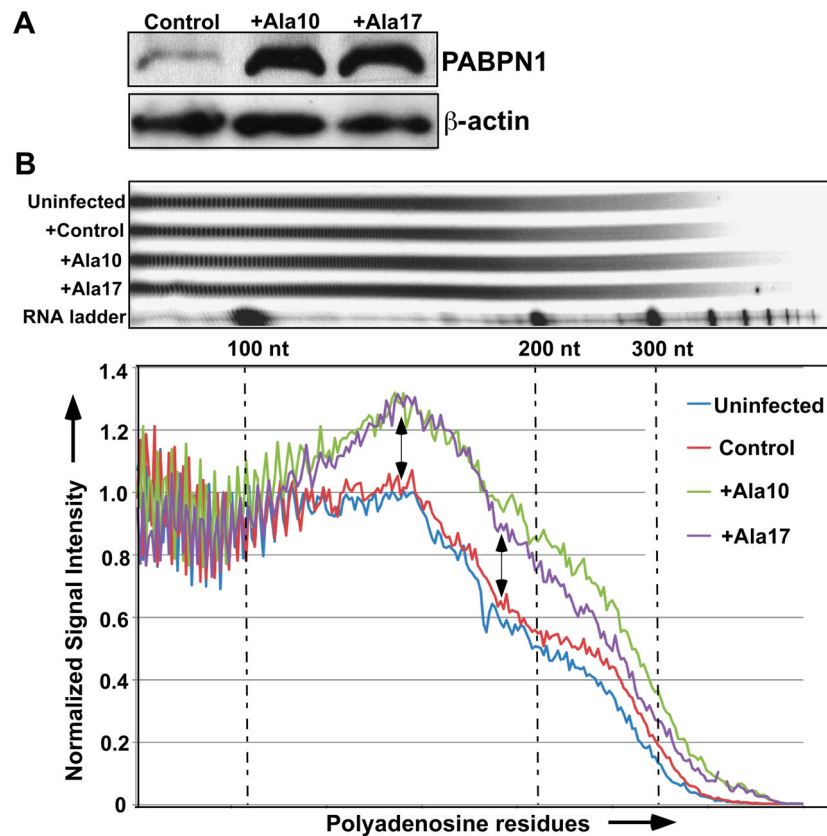 A
Control +Ala10 +Ala17
PABPN1
β-actin
B
Uninfected
+Control
+Ala10
+Ala17
RNA ladder
100 nt 200 nt 300 nt
1.4
1.2
1.0
0.8
0.6
0.4
0.2
0
Normalized Signal Intensity
Uninfected
Control
+Ala10
+Ala17
Polyadenosine residues